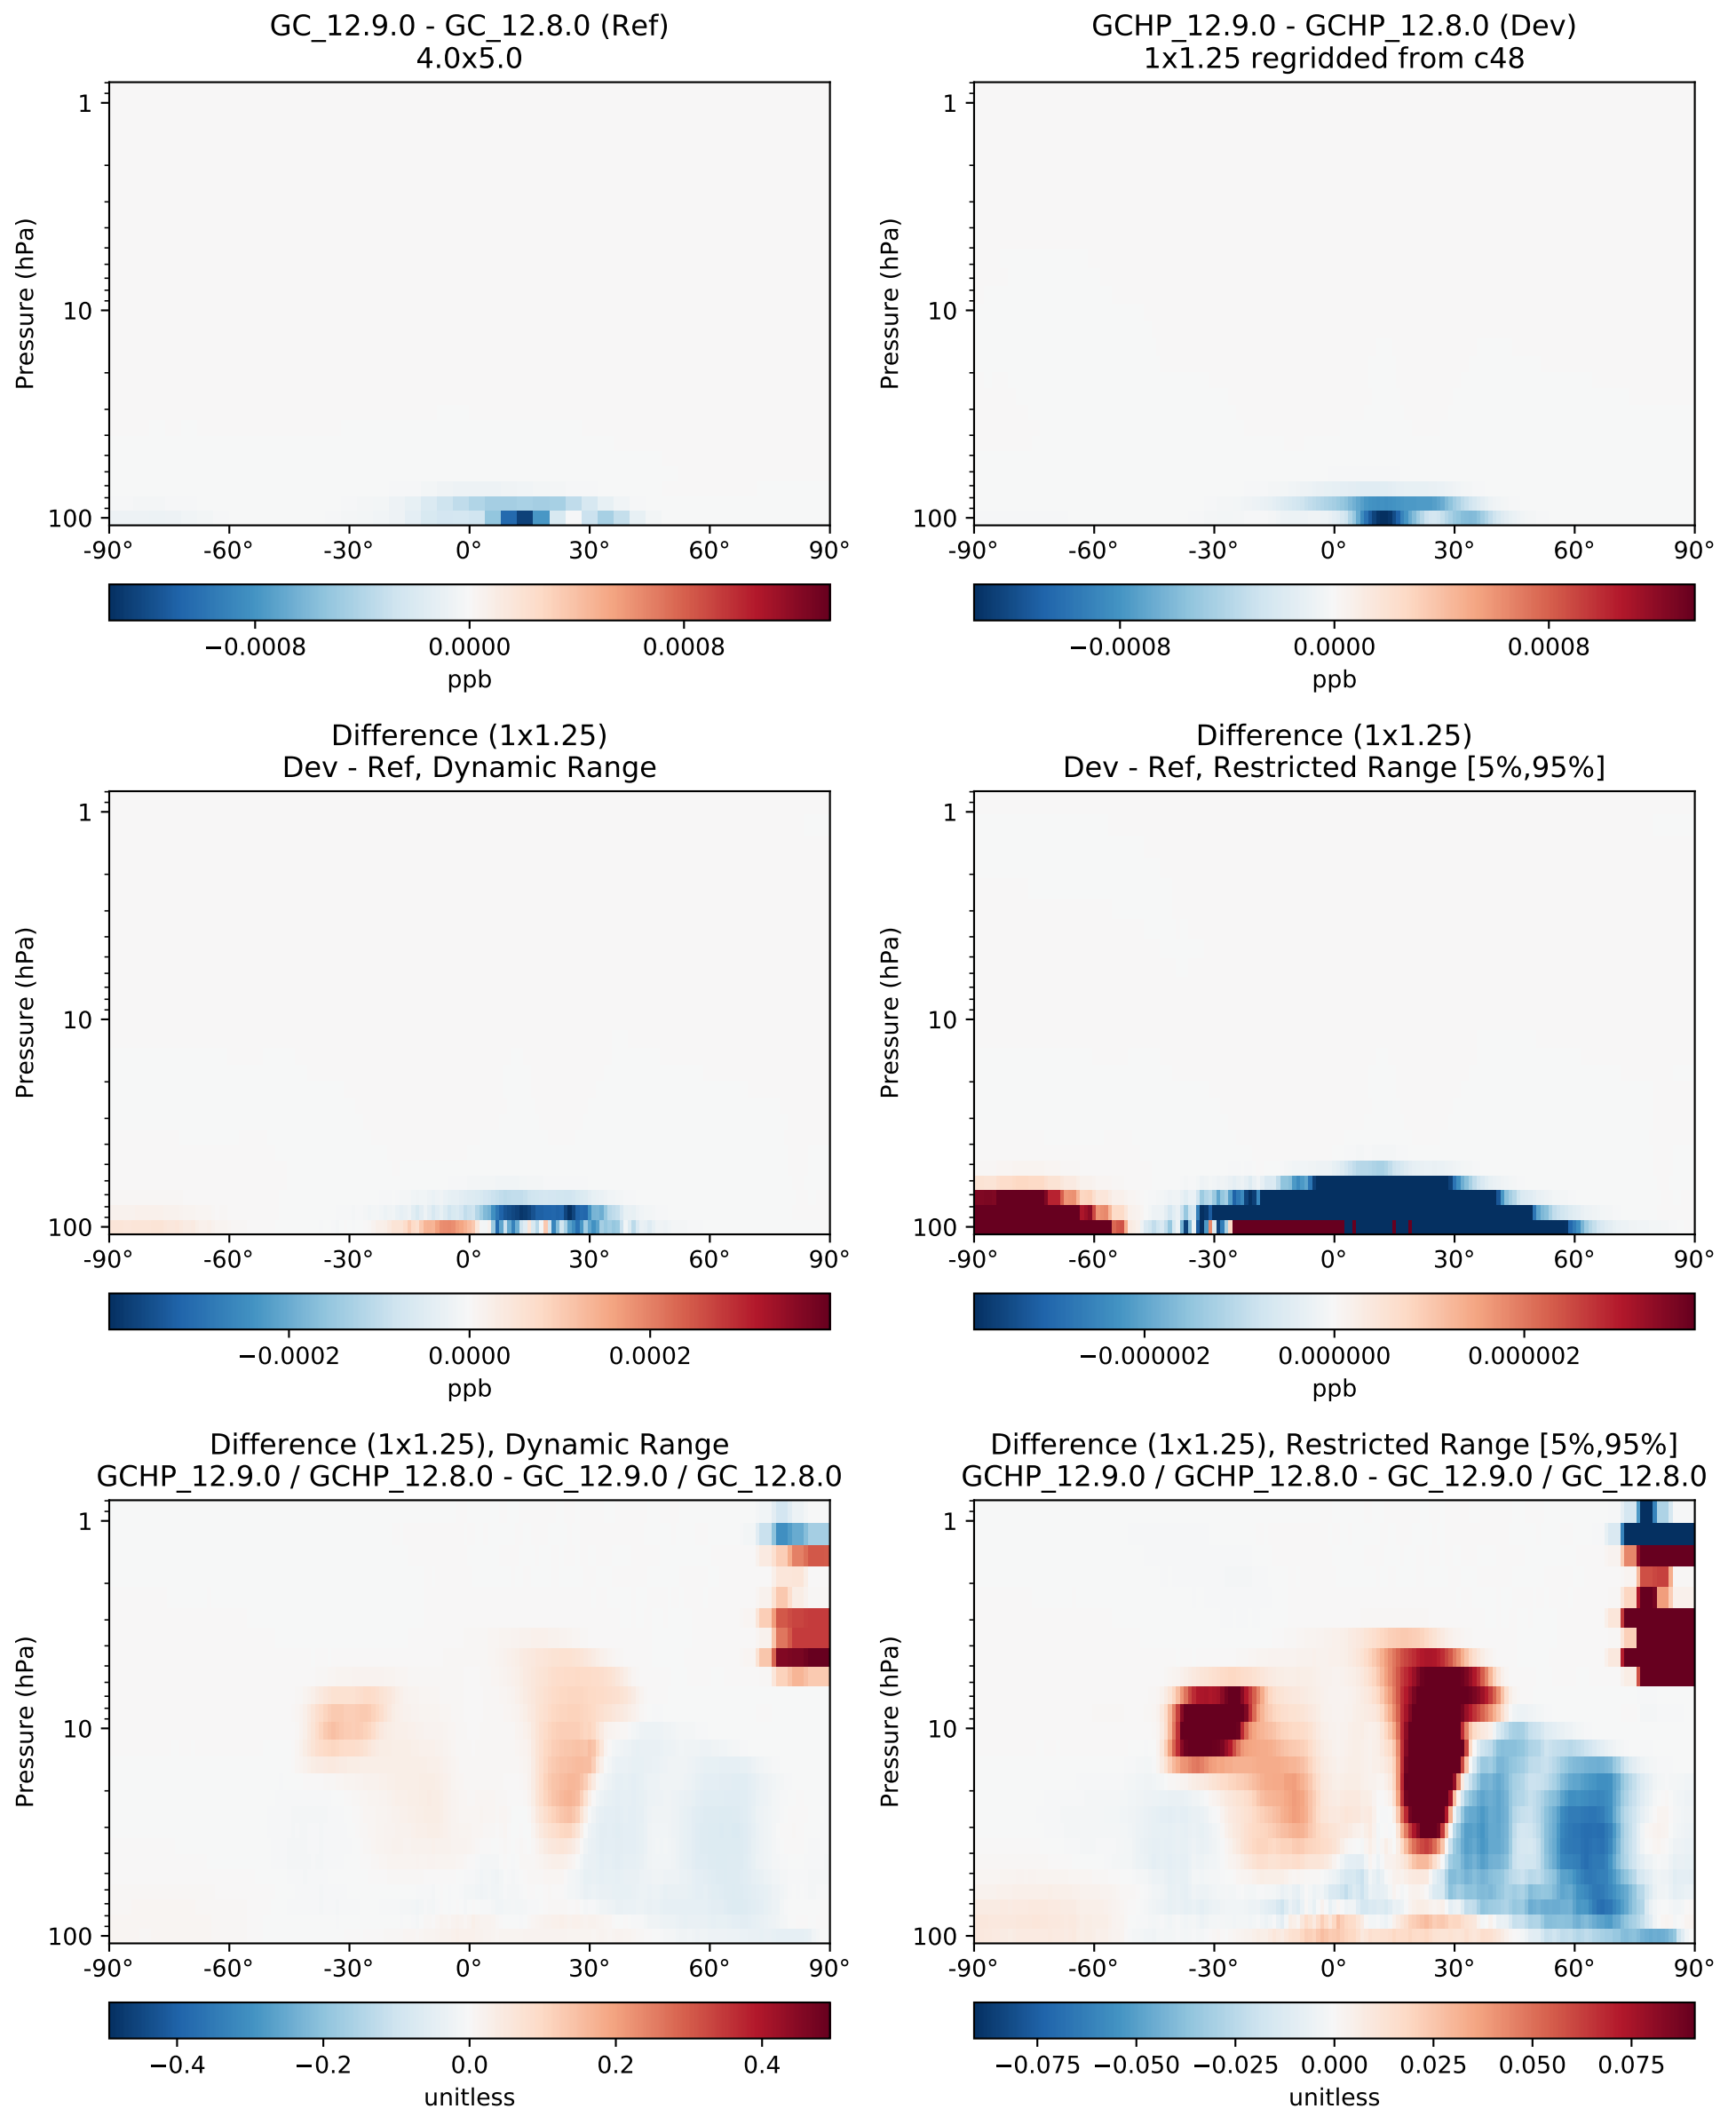 GC_12.9.0 - GC_12.8.0 (Ref)
4.0x5.0
GCHP_12.9.0 - GCHP_12.8.0 (Dev)
1x1.25 regridded from c48
Pressure (hPa)
1
10
100
-90° -60° -30° 0° 30° 60° 90°
−0.0008 0.0000 0.0008
ppb
Pressure (hPa)
1
10
100
-90° -60° -30° 0° 30° 60° 90°
−0.0008 0.0000 0.0008
ppb
Difference (1x1.25)
Dev - Ref, Dynamic Range
Difference (1x1.25)
Dev - Ref, Restricted Range [5%,95%]
Pressure (hPa)
1
10
100
-90° -60° -30° 0° 30° 60° 90°
−0.0002 0.0000 0.0002
ppb
Pressure (hPa)
1
10
100
-90° -60° -30° 0° 30° 60° 90°
−0.000002 0.000000 0.000002
ppb
Difference (1x1.25), Dynamic Range
GCHP_12.9.0 / GCHP_12.8.0 - GC_12.9.0 / GC_12.8.0
Difference (1x1.25), Restricted Range [5%,95%]
GCHP_12.9.0 / GCHP_12.8.0 - GC_12.9.0 / GC_12.8.0
Pressure (hPa)
1
10
100
-90° -60° -30° 0° 30° 60° 90°
−0.4 −0.2 0.0 0.2 0.4
unitless
Pressure (hPa)
1
10
100
-90° -60° -30° 0° 30° 60° 90°
−0.075 −0.050 −0.025 0.000 0.025 0.050 0.075
unitless